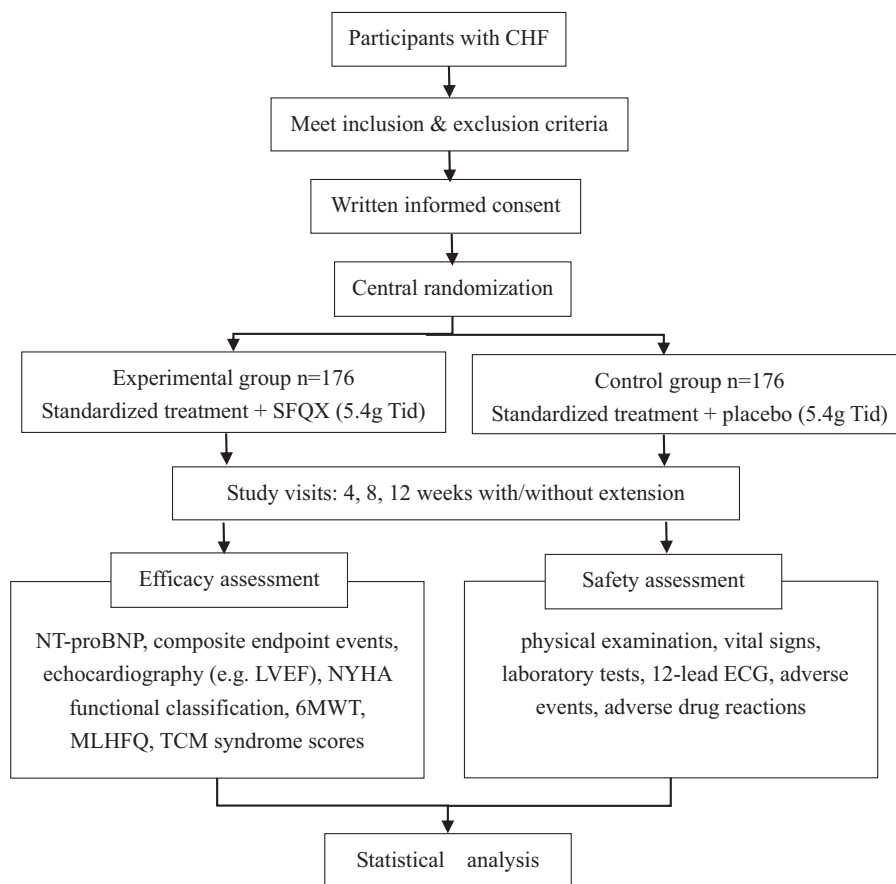 Participants with CHF
Meet inclusion & exclusion criteria
Written informed consent
Central randomization
Experimental group n=176
Standardized treatment + SFQX (5.4g Tid)
Control group n=176
Standardized treatment + placebo (5.4g Tid)
Study visits: 4, 8, 12 weeks with/without extension
Efficacy assessment
NT-proBNP, composite endpoint events,
echocardiography (e.g. LVEF), NYHA
functional classification, 6MWT,
MLHFQ, TCM syndrome scores
Safety assessment
physical examination, vital signs,
laboratory tests, 12-lead ECG, adverse
events, adverse drug reactions
Statistical analysis